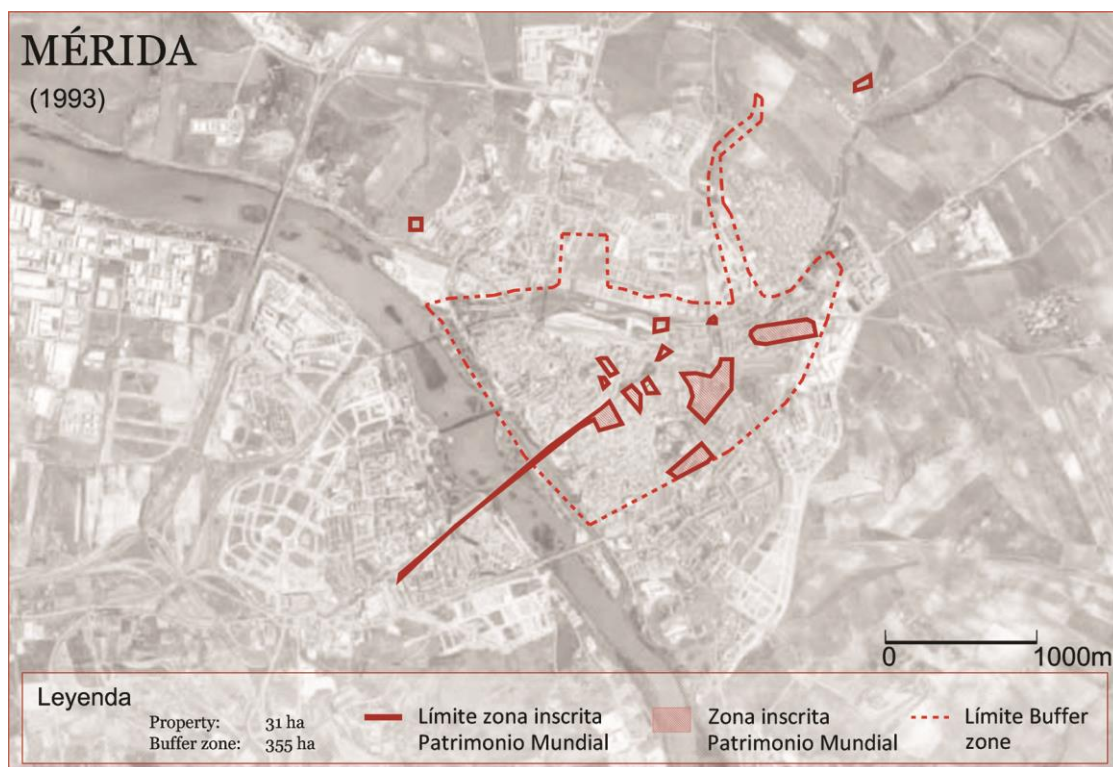 MÉRIDA
(1993)
0 1000m
Leyenda
Property: 31 ha
Buffer zone: 355 ha
Límite zona inscrita
Patrimonio Mundial
Zona inscrita
Patrimonio Mundial
Límite Buffer
zone